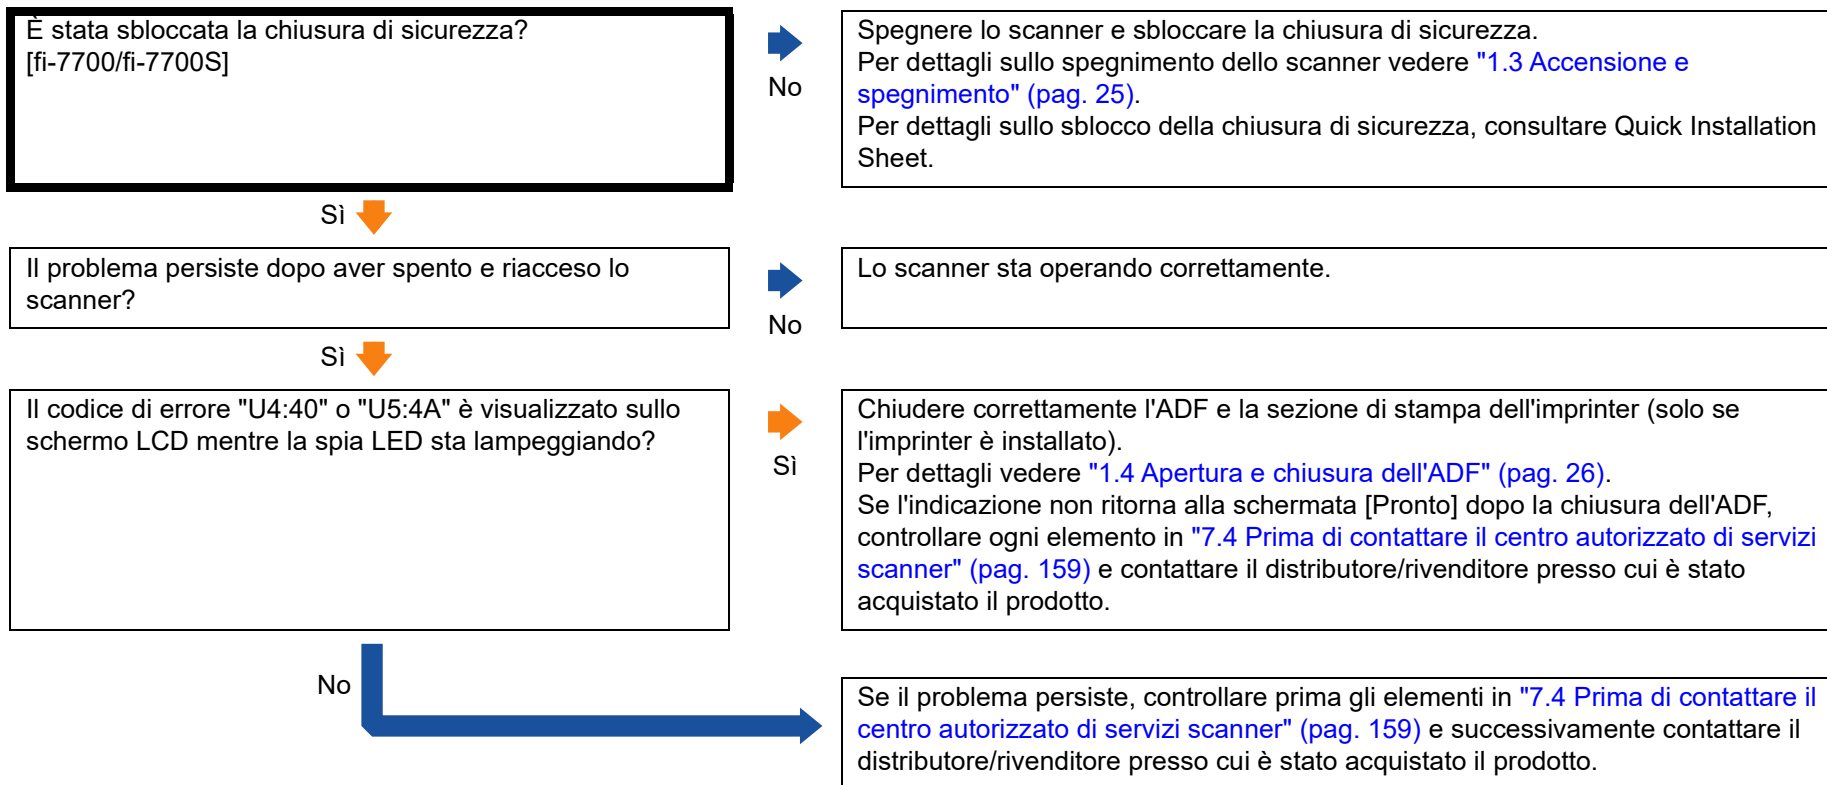 È stata sbloccata la chiusura di sicurezza?
[fi-7700/fi-7700S]
No
Spegnere lo scanner e sbloccare la chiusura di sicurezza.
Per dettagli sullo spegnimento dello scanner vedere "1.3 Accensione e
spegnimento" (pag. 25).
Per dettagli sullo sblocco della chiusura di sicurezza, consultare Quick Installation
Sheet.
Sì
Il problema persiste dopo aver spento e riacceso lo
scanner?
No
Lo scanner sta operando correttamente.
Sì
Il codice di errore "U4:40" o "U5:4A" è visualizzato sullo
schermo LCD mentre la spia LED sta lampeggiando?
Sì
Chiudere correttamente l'ADF e la sezione di stampa dell'imprinter (solo se
l'imprinter è installato).
Per dettagli vedere "1.4 Apertura e chiusura dell'ADF" (pag. 26).
Se l'indicazione non ritorna alla schermata [Pronto] dopo la chiusura dell'ADF,
controllare ogni elemento in "7.4 Prima di contattare il centro autorizzato di servizi
scanner" (pag. 159) e contattare il distributore/rivenditore presso cui è stato
acquistato il prodotto.
No
Se il problema persiste, controllare prima gli elementi in "7.4 Prima di contattare il
centro autorizzato di servizi scanner" (pag. 159) e successivamente contattare il
distributore/rivenditore presso cui è stato acquistato il prodotto.